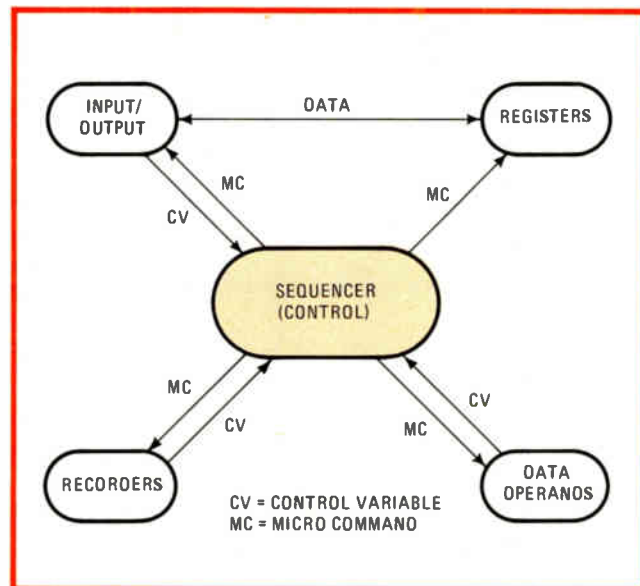 INPUT/
OUTPUT
OATA
REGISTERS
MC
MC
CV
SEQUENCER
(CONTROL)
MC
CV
CV
MC
RECOROERS
DATA
OPERANOS
CV = CONTROL VARIABLE
MC = MICRO COMMANO